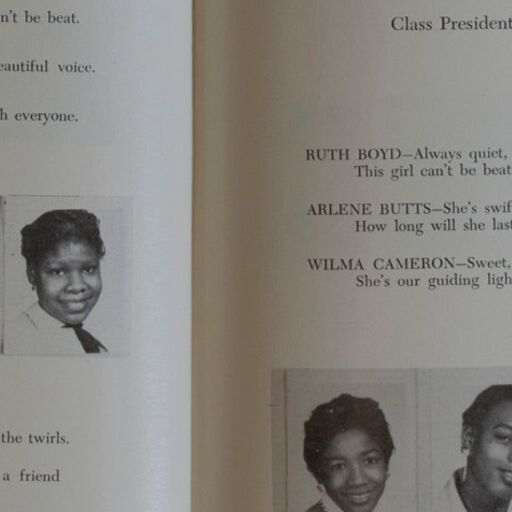 n't be beat.
eautiful voice.
h everyone.
the twirls.
a friend
Class President
RUTH BOYD—Always quiet,
This girl can't be beat
ARLENE BUTTS—She's swif
How long will she last
WILMA CAMERON—Sweet,
She's our guiding ligh